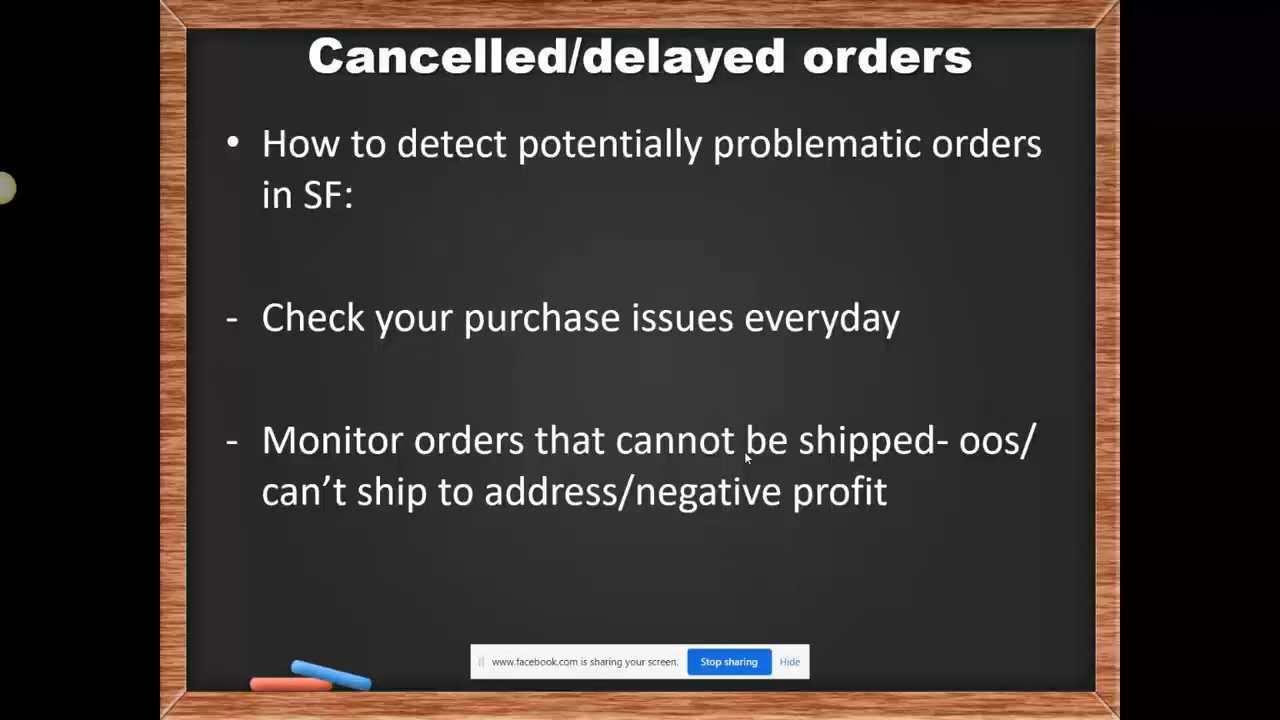 Cancelled/delayed orders
• How to detect potentially problematic orders
in SF:
- Check your purchase issues everyday
- Monitor orders that cannot be shipped- oos/
can’t ship to address/negative profit
www.facebook.com is sharing your screen. Stop sharing Hide